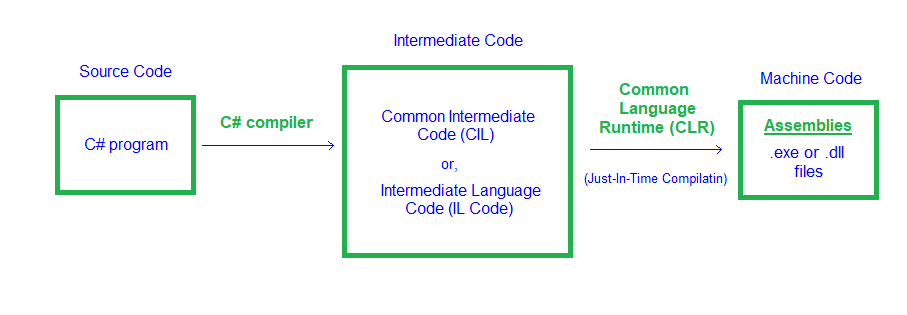 Source Code
C# program
C# compiler
Intermediate Code
Common Intermediate
Code (CIL)
or,
Intermediate Language
Code (IL Code)
Common
Language
Runtime (CLR)
(Just-In-Time Compilatin)
Machine Code
Assemblies
.exe or .dll
files